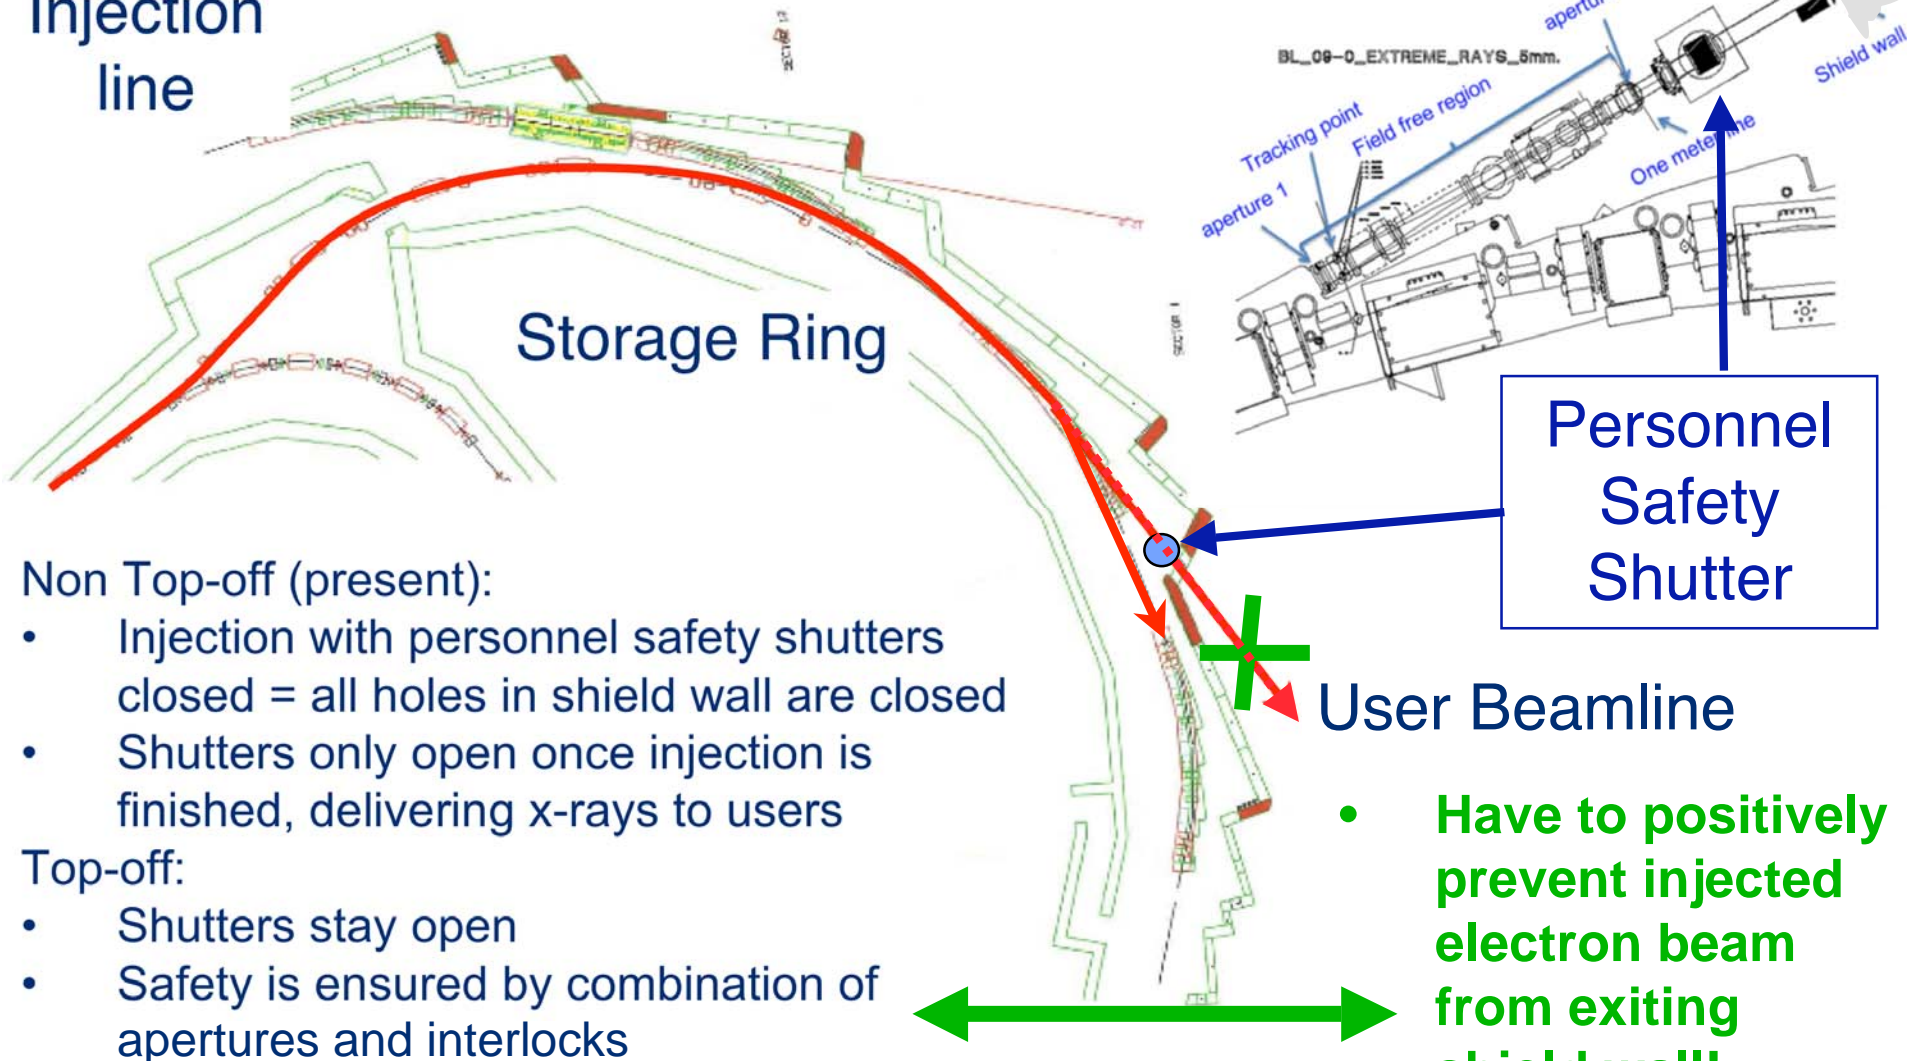 Injection
line
BL_09-0_EXTREME_RAYS_5mm.
Shield wall
Tracking point
Field free region
One meter line
aperture 1
Storage Ring
Personnel
Safety
Shutter
Non Top-off (present):
• Injection with personnel safety shutters
closed = all holes in shield wall are closed
• Shutters only open once injection is
finished, delivering x-rays to users
Top-off:
• Shutters stay open
• Safety is ensured by combination of
apertures and interlocks
User Beamline
• Have to positively
prevent injected
electron beam
from exiting
shield wall!